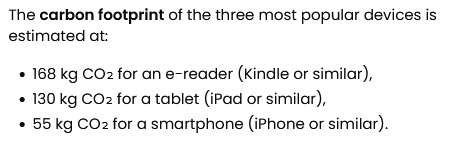 The carbon footprint of the three most popular devices is
estimated at:
• 168 kg CO₂ for an e-reader (Kindle or similar),
• 130 kg CO₂ for a tablet (iPad or similar),
• 55 kg CO₂ for a smartphone (iPhone or similar).